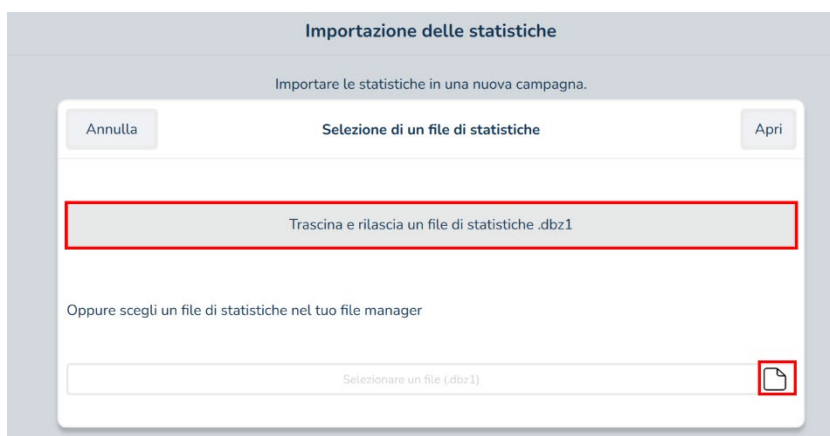 Importazione delle statistiche
Importare le statistiche in una nuova campagna.
Annulla
Selezione di un file di statistiche
Apri
Trascina e rilascia un file di statistiche .dbz1
Oppure scegli un file di statistiche nel tuo file manager
Selezionare un file (.dbz1)